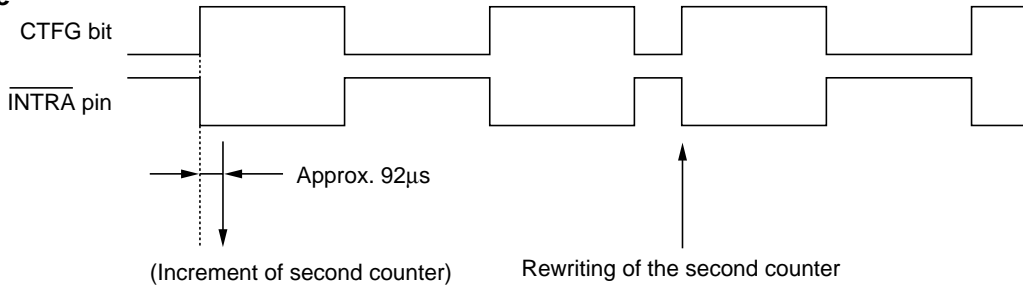 CTFG bit
INTRA pin
Approx. 92μs
(Increment of second counter)
Rewriting of the second counter